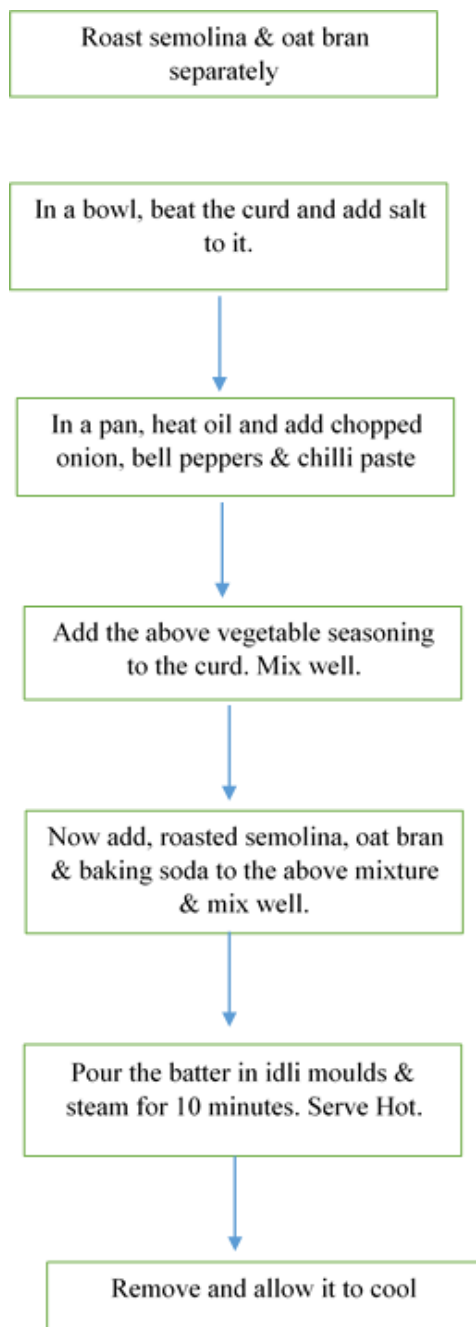 Roast semolina & oat bran
separately
In a bowl, beat the curd and add salt
to it.
In a pan, heat oil and add chopped
onion, bell peppers & chilli paste
Add the above vegetable seasoning
to the curd. Mix well.
Now add, roasted semolina, oat bran
& baking soda to the above mixture
& mix well.
Pour the batter in idli moulds &
steam for 10 minutes. Serve Hot.
Remove and allow it to cool